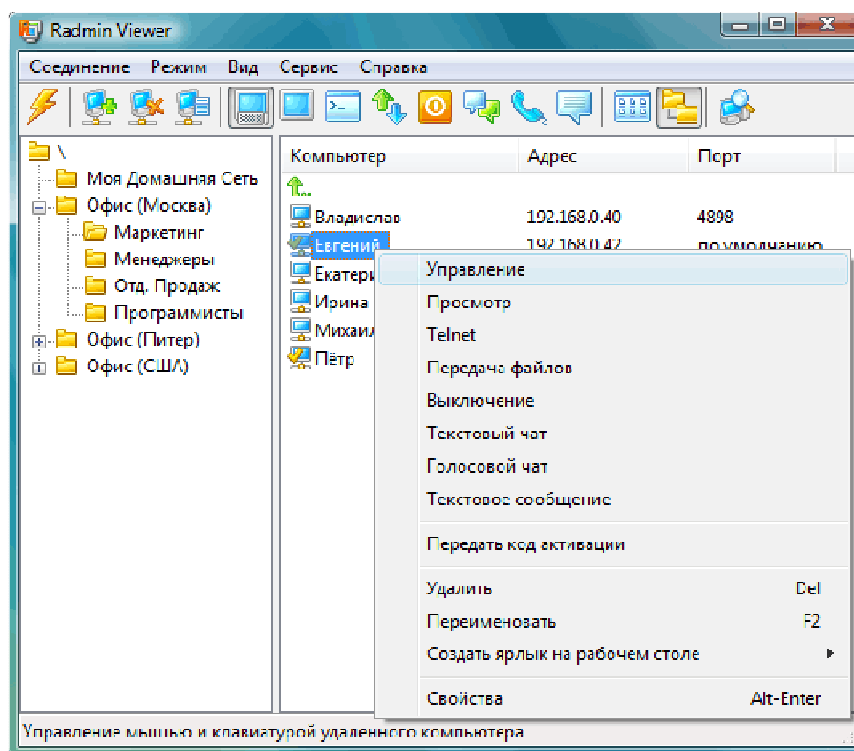 Radmin Viewer
Соединение Режим Вид Сервис Справка
\
Моя Домашняя Сеть
Офис (Москва)
Маркетинг
Менеджеры
Отд. Продаж
Программисты
Офис (Питер)
Офис (США)
Компьютер Адрес Порт
Владислав 192.168.0.40 4898
Евгений 192.168.0.42 по умолчанию
Екатери
Ирина
Михаил
Пётр
Управление
Просмотр
Telnet
Передача файлов
Выключение
Текстовый чат
Голосовой чат
Текстовое сообщение
Передать код активации
Удалить Del
Переименовать F2
Создать ярлык на рабочем столе
Свойства Alt-Enter
Управление мышью и клавиатурой удаленного компьютера